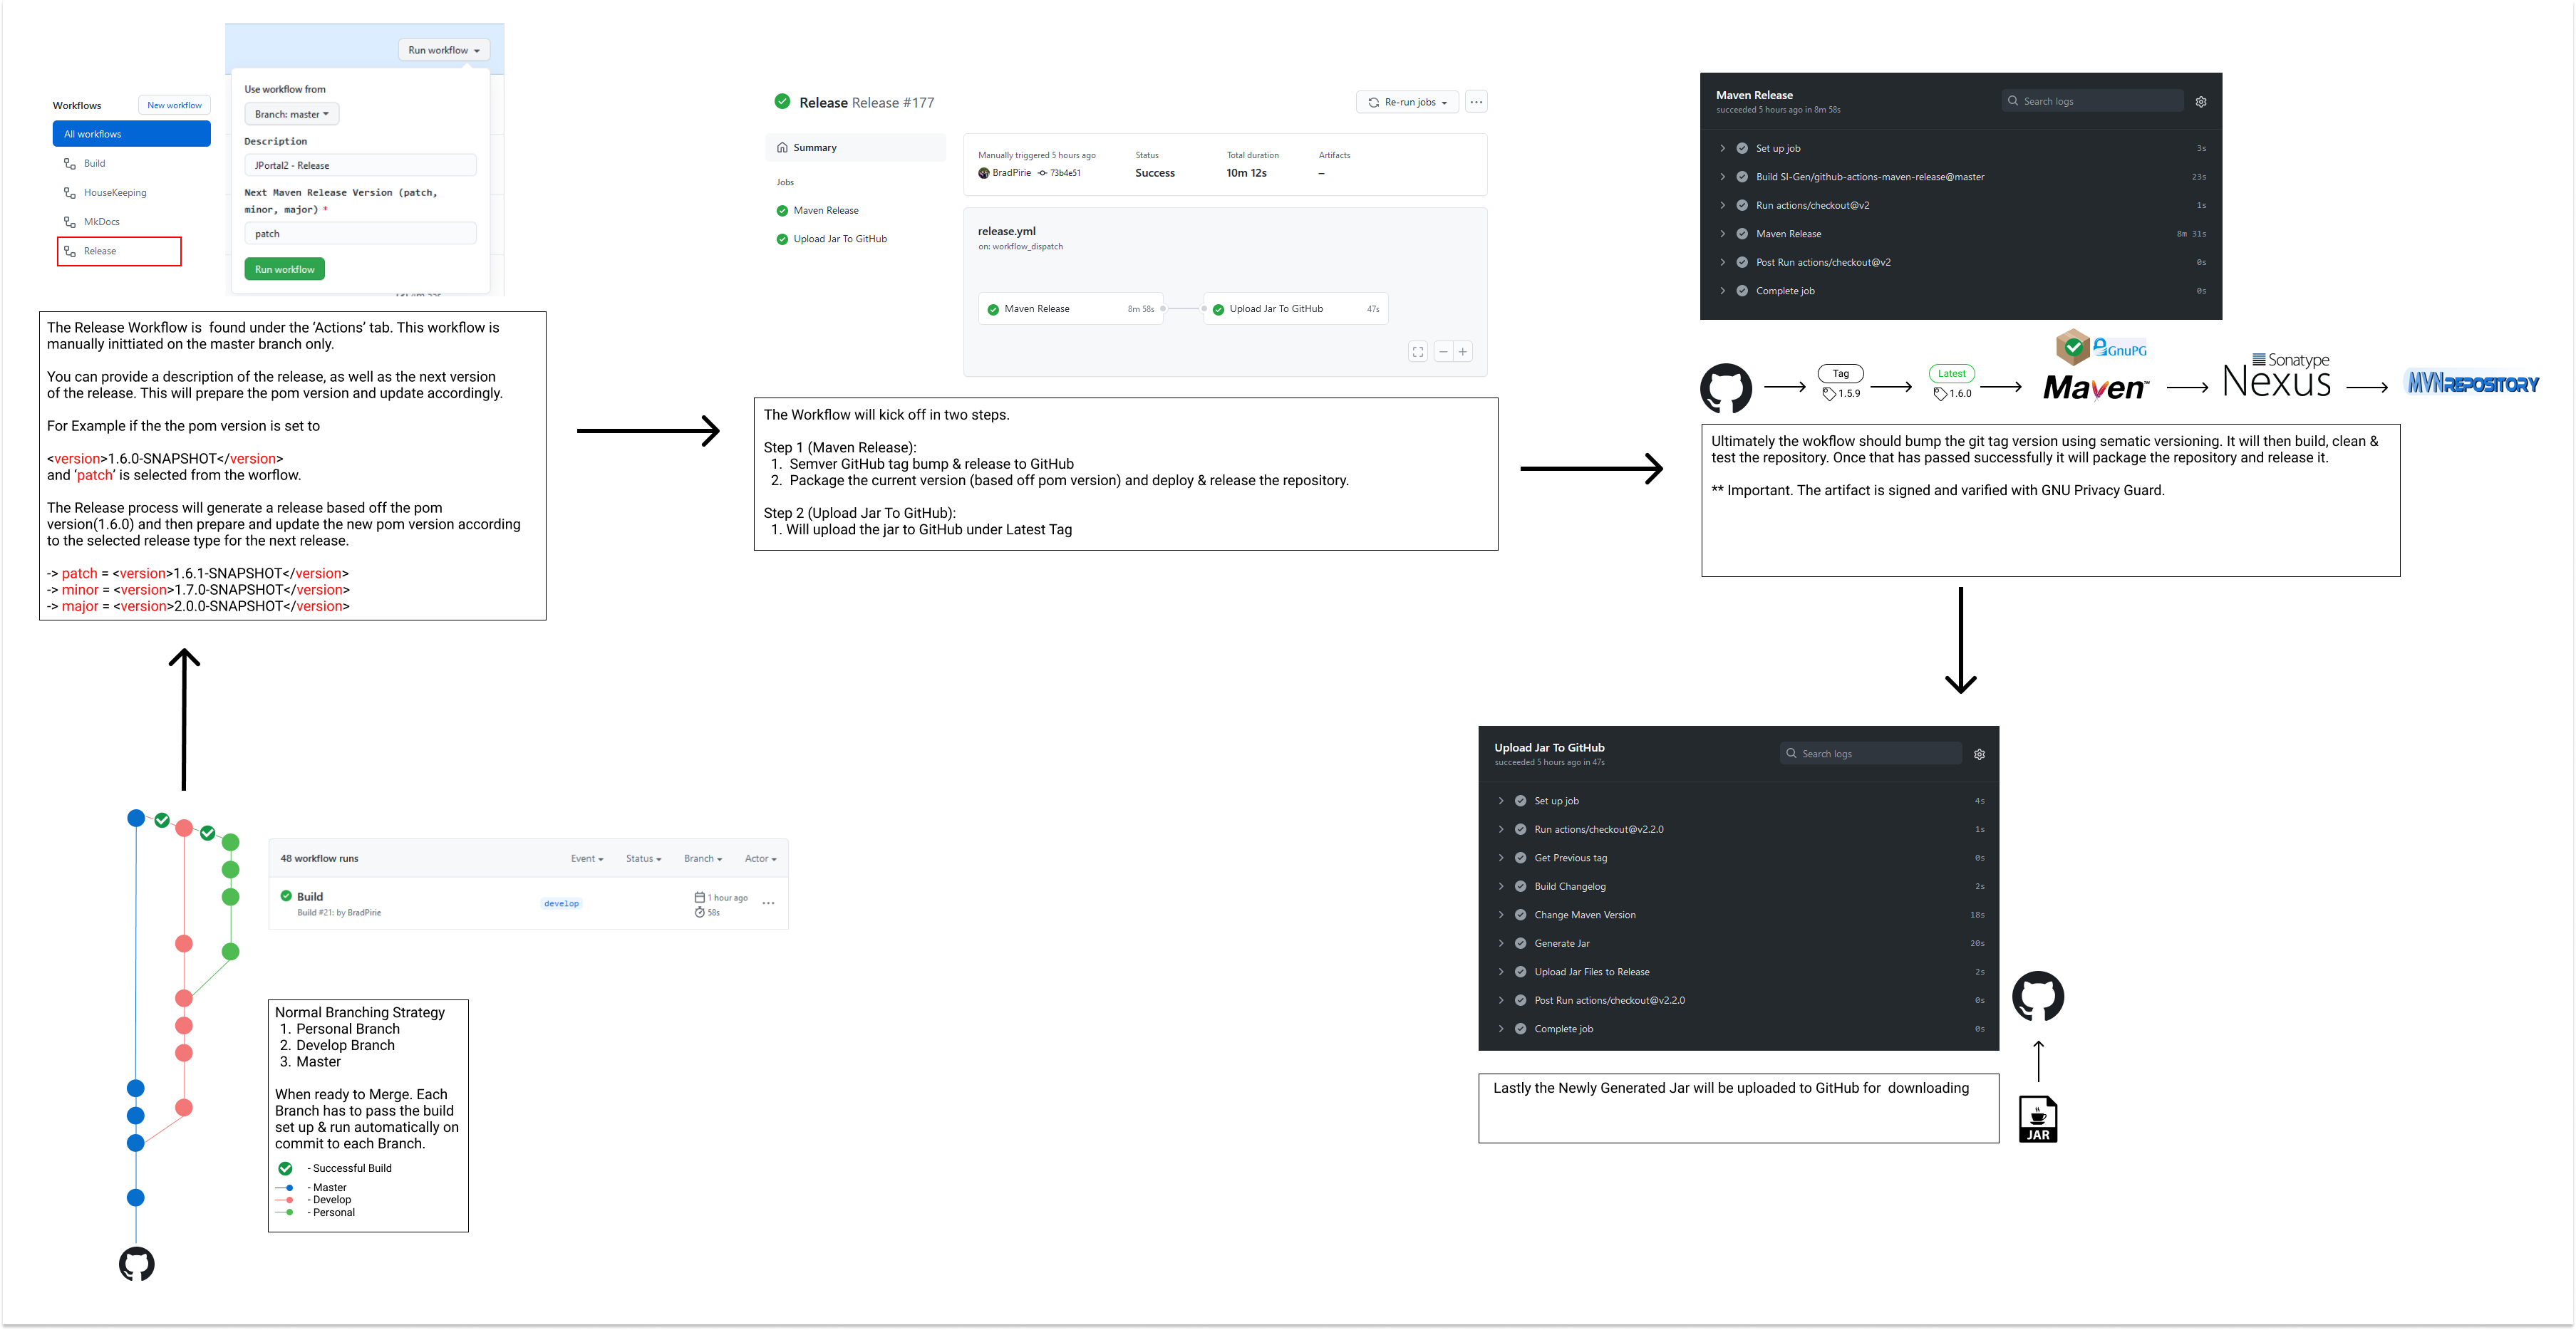 Run workflow
Use workflow from
Branch: master
Description
JPortal2 - Release
Next Maven Release Version (patch,
minor, major) *
patch
Run workflow
Workflows
New workflow
All workflows
Build
HouseKeeping
MkDocs
Release
The Release Workflow is found under the ‘Actions’ tab. This workflow is
manually inittiated on the master branch only.
You can provide a description of the release, as well as the next version
of the release. This will prepare the pom version and update accordingly.
For Example if the the pom version is set to
<version>1.6.0-SNAPSHOT</version>
and ‘patch’ is selected from the worflow.
The Release process will generate a release based off the pom
version(1.6.0) and then prepare and update the new pom version according
to the selected release type for the next release.
-> patch = <version>1.6.1-SNAPSHOT</version>
-> minor = <version>1.7.0-SNAPSHOT</version>
-> major = <version>2.0.0-SNAPSHOT</version>
Release Release #177
Re-run jobs
Summary
Jobs
Maven Release
Upload Jar To GitHub
Manually triggered 5 hours ago
BradPirie 73b4e51
Status
Success
Total duration
10m 12s
Artifacts
–
release.yml
on: workflow_dispatch
Maven Release 8m 58s
Upload Jar To GitHub 47s
The Workflow will kick off in two steps.
Step 1 (Maven Release):
1. Semver GitHub tag bump & release to GitHub
2. Package the current version (based off pom version) and deploy & release the repository.
Step 2 (Upload Jar To GitHub):
1. Will upload the jar to GitHub under Latest Tag
Maven Release
succeeded 5 hours ago in 8m 58s
Search logs
Set up job 3s
Build SI-Gen/github-actions-maven-release@master 23s
Run actions/checkout@v2 1s
Maven Release 8m 31s
Post Run actions/checkout@v2 0s
Complete job 0s
Tag
1.5.9
Latest
1.6.0
GnuPG
Maven™
Sonatype
Nexus
MVNREPOSITORY
Ultimately the wokflow should bump the git tag version using sematic versioning. It will then build, clean &
test the repository. Once that has passed successfully it will package the repository and release it.
** Important. The artifact is signed and varified with GNU Privacy Guard.
Upload Jar To GitHub
succeeded 5 hours ago in 47s
Search logs
Set up job 4s
Run actions/checkout@v2.2.0 1s
Get Previous tag 0s
Build Changelog 2s
Change Maven Version 18s
Generate Jar 20s
Upload Jar Files to Release 2s
Post Run actions/checkout@v2.2.0 0s
Complete job 0s
Lastly the Newly Generated Jar will be uploaded to GitHub for downloading
JAR
48 workflow runs
Event
Status
Branch
Actor
Build
Build #21: by BradPirie
develop
1 hour ago
58s
Normal Branching Strategy
1. Personal Branch
2. Develop Branch
3. Master
When ready to Merge. Each
Branch has to pass the build
set up & run automatically on
commit to each Branch.
- Successful Build
- Master
- Develop
- Personal